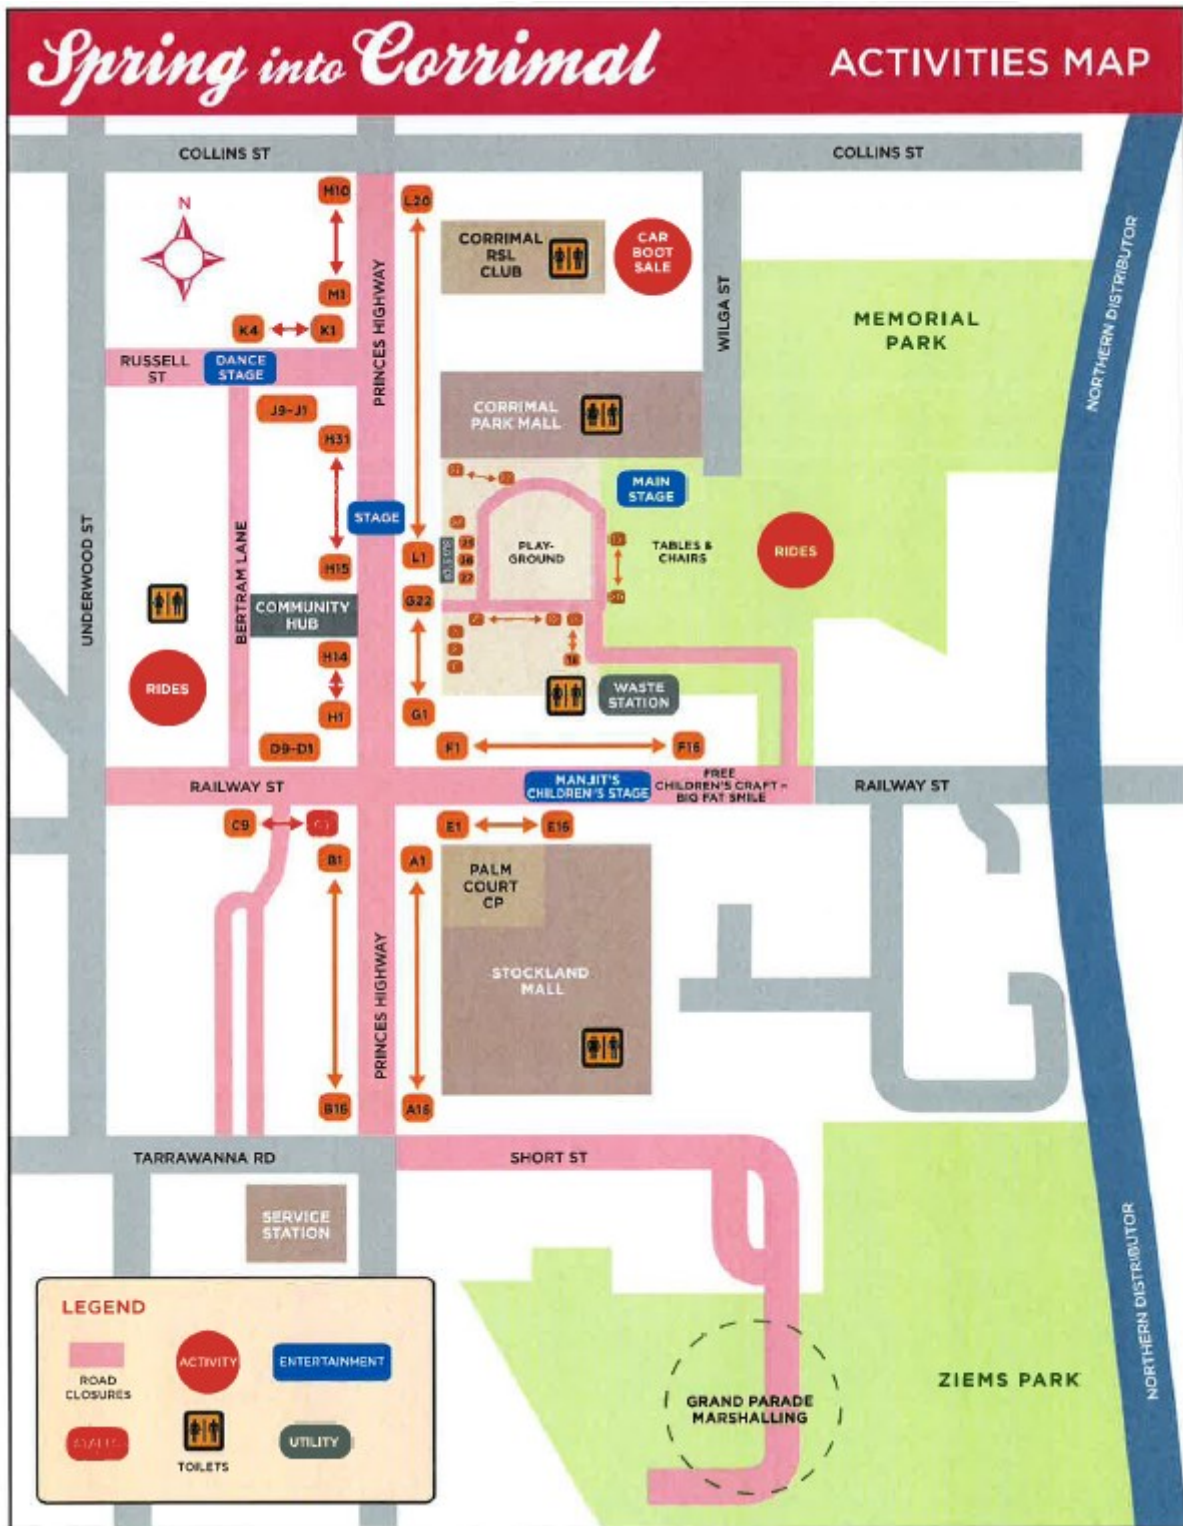 Spring into Corrimal
ACTIVITIES MAP
COLLINS ST
COLLINS ST
N
M10
L20
CORRIMAL
RSL
CLUB
CAR
BOOT
SALE
M1
K4
K1
PRINCES HIGHWAY
WILGA ST
MEMORIAL
PARK
NORTHERN DISTRIBUTOR
RUSSELL
ST
DANCE
STAGE
J9-J1
H31
CORRIMAL
PARK MALL
MAIN
STAGE
STAGE
UNDERWOOD ST
BERTRAM LANE
PLAY-
GROUND
TABLES &
CHAIRS
RIDES
L1
H15
G22
COMMUNITY
HUB
H14
RIDES
WASTE
STATION
H1
G1
D9-D1
F1
F16
RAILWAY ST
MANJIT'S
CHILDREN'S STAGE
FREE
CHILDREN'S CRAFT -
BIG FAT SMILE
RAILWAY ST
C9
E1
E16
B1
A1
PALM
COURT
CP
STOCKLAND
MALL
PRINCES HIGHWAY
B16
A16
TARRAWANNA RD
SHORT ST
SERVICE
STATION
NORTHERN DISTRIBUTOR
LEGEND
ROAD
CLOSURES
ACTIVITY
ENTERTAINMENT
TOILETS
UTILITY
GRAND PARADE
MARSHALLING
ZIEMS PARK